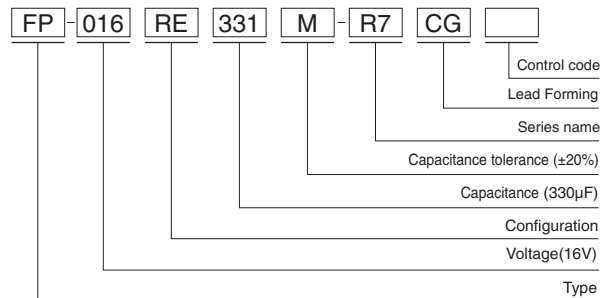 FP-016 RE 331 M-R7 CG
Control code
Lead Forming
Series name
Capacitance tolerance (±20%)
Capacitance (330µF)
Configuration
Voltage(16V)
Type